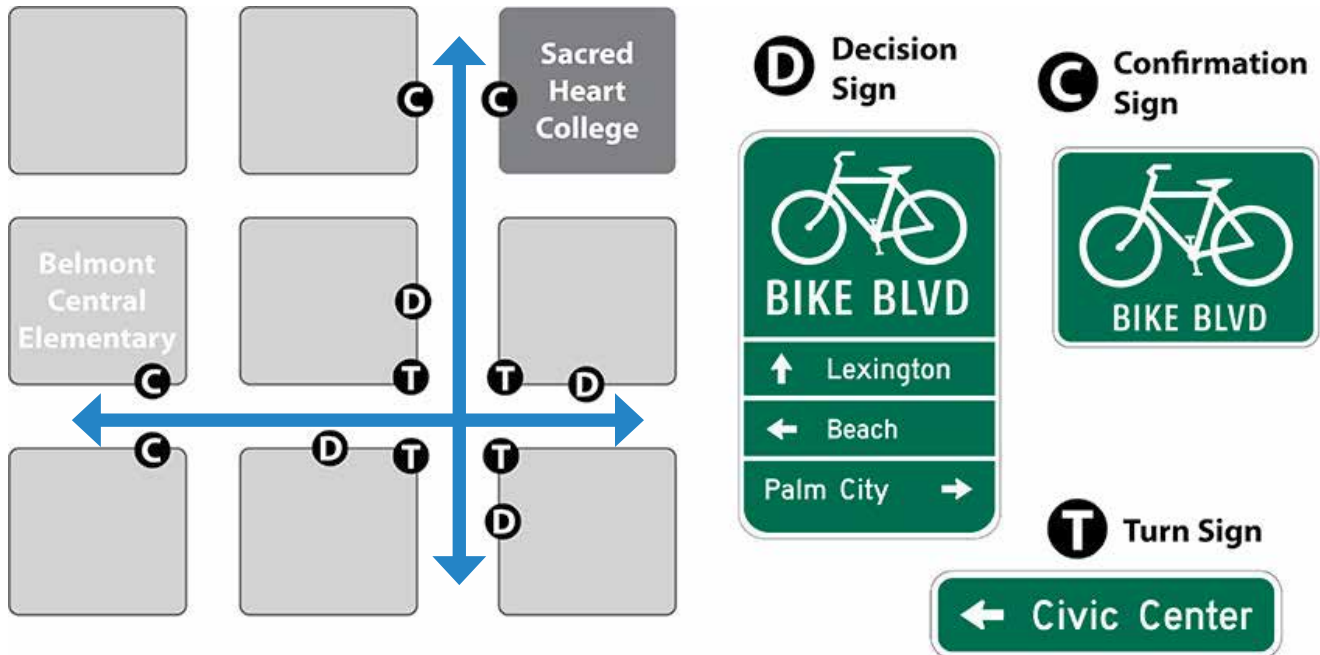 Sacred
Heart
College
C
C
Belmont
Central
Elementary
D
T
T
D
C
C
D
T
T
D
D
Decision
Sign
BIKE BLVD
Lexington
Beach
Palm City
C
Confirmation
Sign
BIKE BLVD
T
Turn Sign
Civic Center